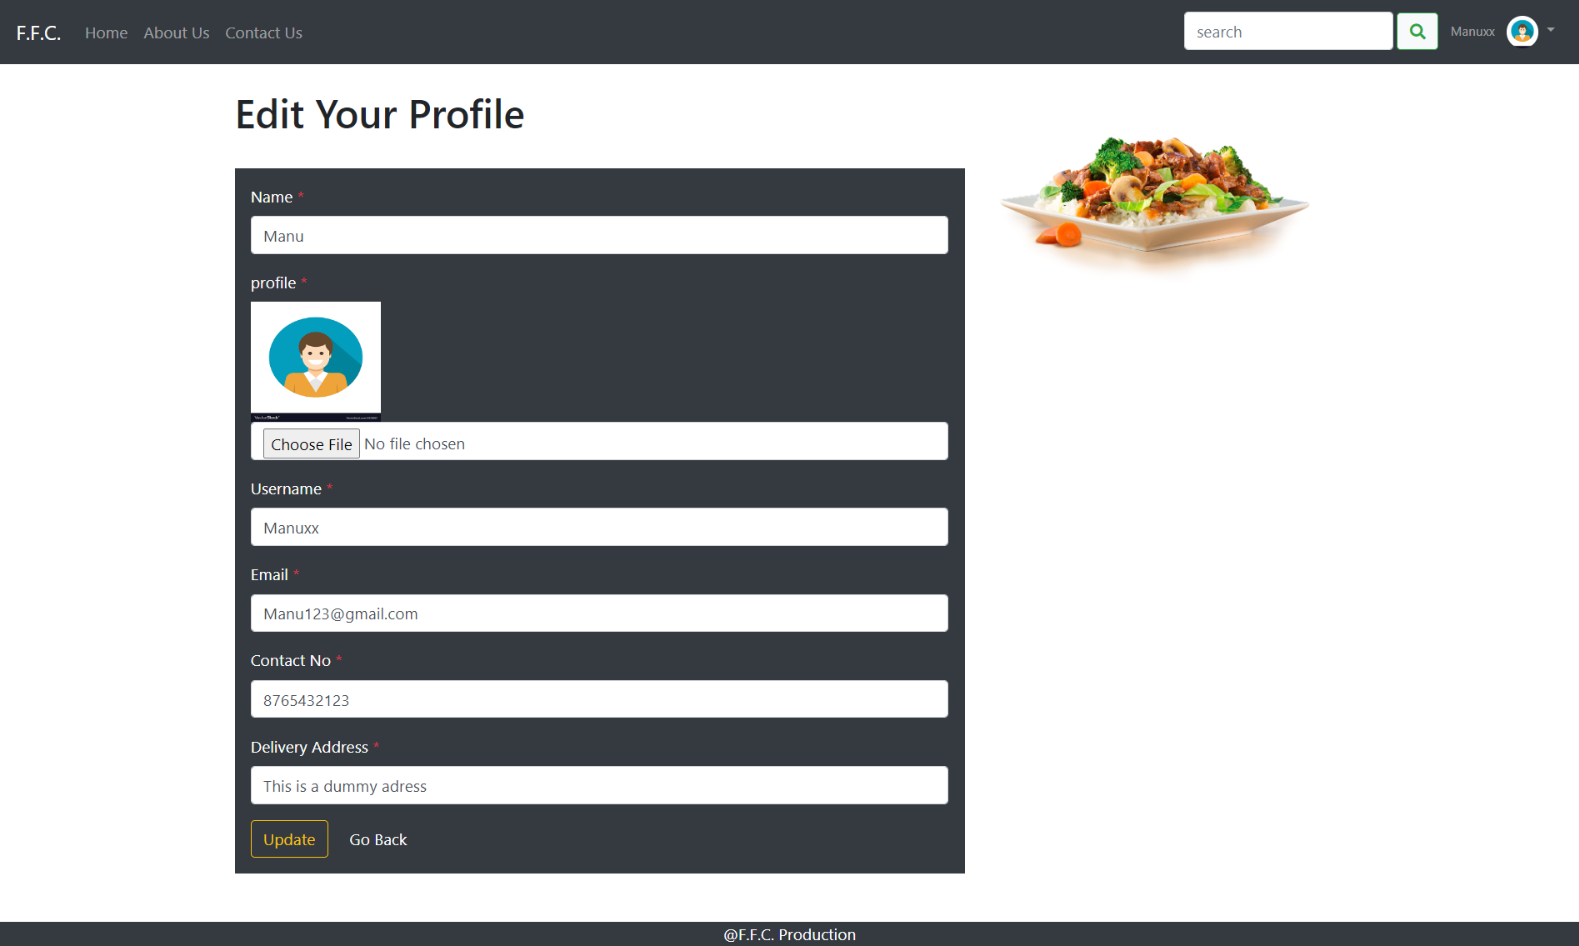 F.F.C. Home About Us Contact Us search Manuxx
Edit Your Profile
Name *
Manu
profile *
Choose File No file chosen
Username *
Manuxx
Email *
Manu123@gmail.com
Contact No *
8765432123
Delivery Address *
This is a dummy adress
Update Go Back
@F.F.C. Production